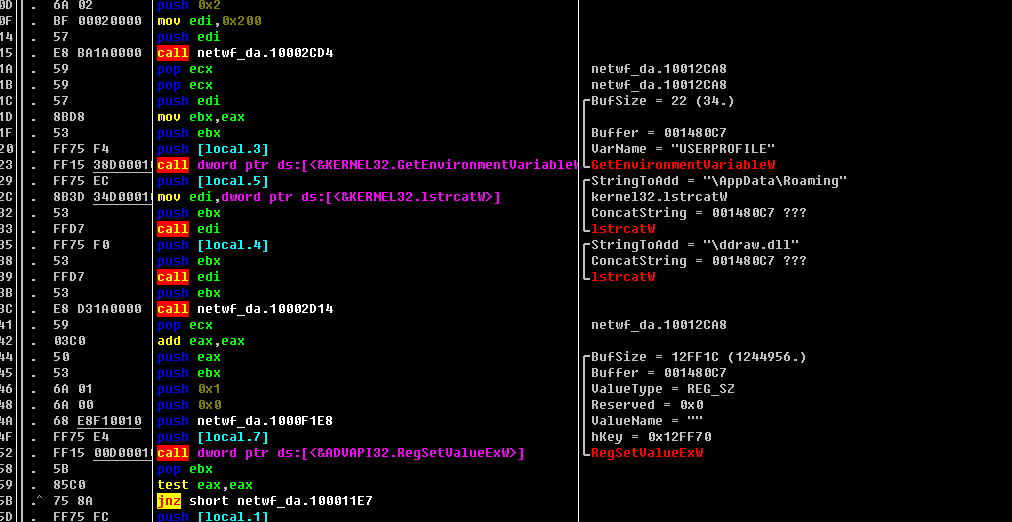 0D . 6A 02 push 0x2
0F . BF 00020000 mov edi,0x200
14 . 57 push edi
15 . E8 BA1A0000 call netwf_da.10002CD4
1A . 59 pop ecx netwf_da.10012CA8
1B . 59 pop ecx netwf_da.10012CA8
1C . 57 push edi BufSize = 22 (34.)
1D . 8BD8 mov ebx,eax
1F . 53 push ebx Buffer = 001480C7
20 . FF75 F4 push [local.3] VarName = "USERPROFILE"
23 . FF15 38D00010 call dword ptr ds:[<&KERNEL32.GetEnvironmentVariableW GetEnvironmentVariableW
29 . FF75 EC push [local.5] StringToAdd = "\AppData\Roaming"
2C . 8B3D 34D00010 mov edi,dword ptr ds:[<&KERNEL32.lstrcatW>] kernel32.lstrcatW
32 . 53 push ebx ConcatString = 001480C7 ???
33 . FFD7 call edi lstrcatW
35 . FF75 F0 push [local.4] StringToAdd = "\ddraw.dll"
38 . 53 push ebx ConcatString = 001480C7 ???
39 . FFD7 call edi lstrcatW
3B . 53 push ebx
3C . E8 D31A0000 call netwf_da.10002D14
41 . 59 pop ecx netwf_da.10012CA8
42 . 03C0 add eax,eax
44 . 50 push eax BufSize = 12FF1C (1244956.)
45 . 53 push ebx Buffer = 001480C7
46 . 6A 01 push 0x1 ValueType = REG_SZ
48 . 6A 00 push 0x0 Reserved = 0x0
4A . 68 E8F10010 push netwf_da.1000F1E8 ValueName = ""
4F . FF75 E4 push [local.7] hKey = 0x12FF70
52 . FF15 00D00010 call dword ptr ds:[<&ADVAPI32.RegSetValueExW>] RegSetValueExW
58 . 5B pop ebx
59 . 85C0 test eax,eax
5B .^ 75 8A jnz short netwf_da.100011E7
5D . FF75 FC push [local.1]